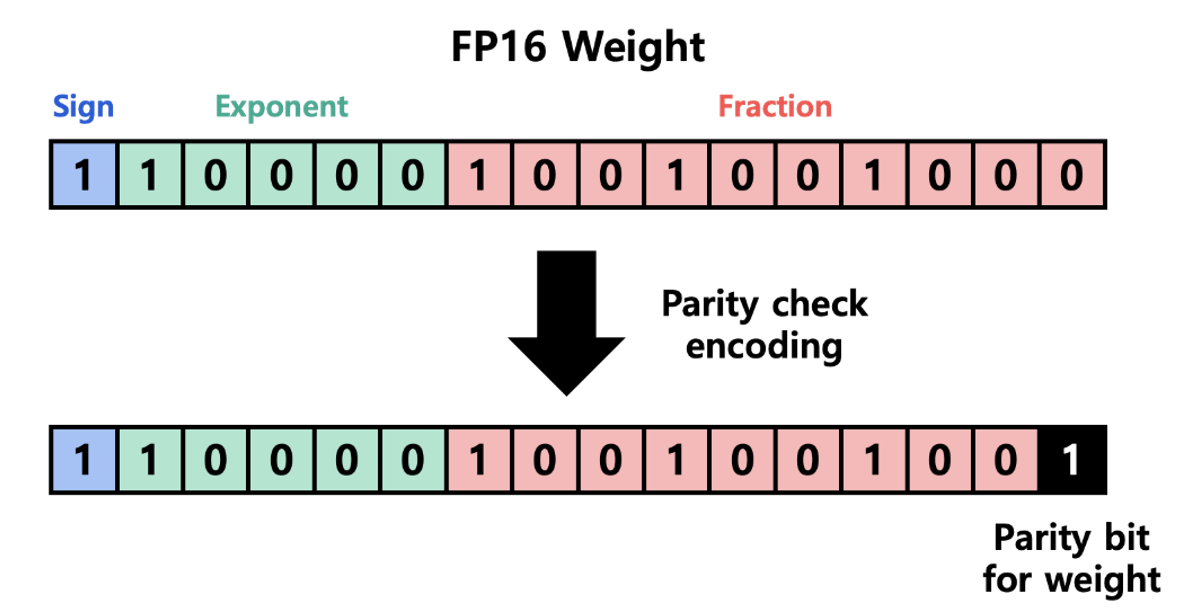 FP16 Weight
Sign Exponent Fraction
1 1 0 0 0 0 1 0 0 1 0 0 1 0 0 0
Parity check
encoding
1 1 0 0 0 0 1 0 0 1 0 0 1 0 0 1
Parity bit
for weight